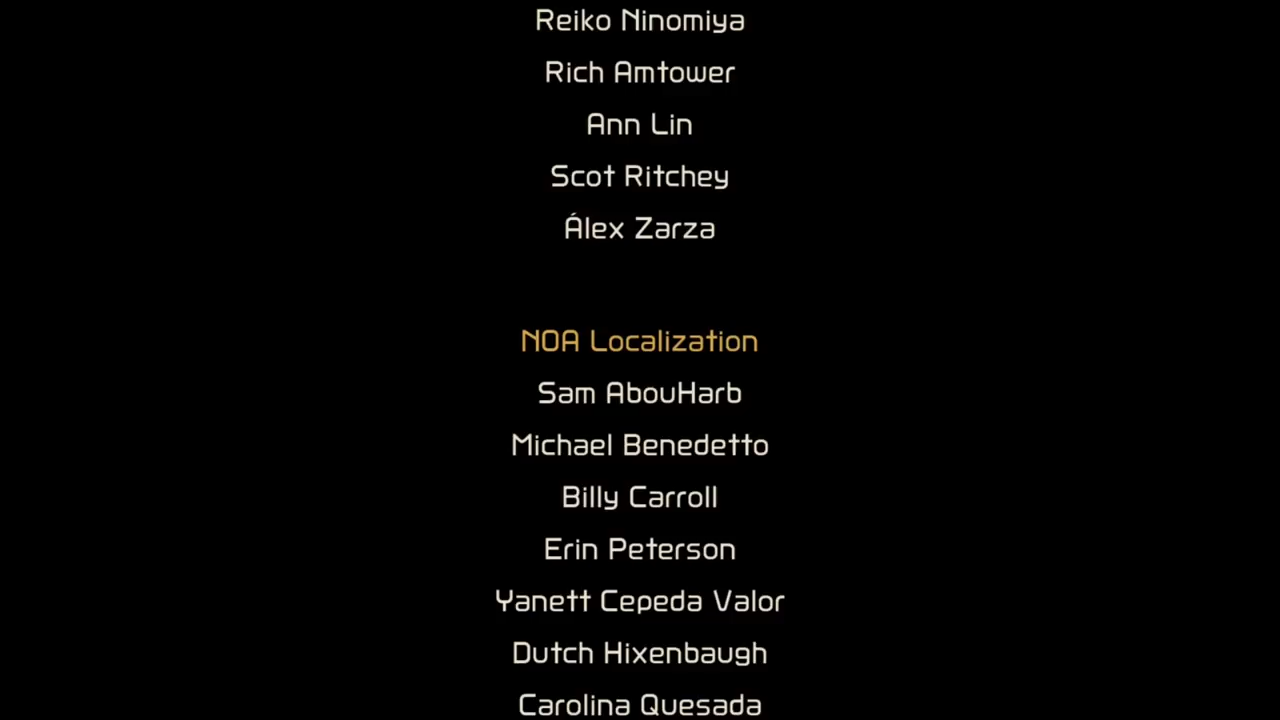 Reiko Ninomiya
Rich Amtower
Ann Lin
Scot Ritchey
Álex Zarza
NOA Localization
Sam AbouHarb
Michael Benedetto
Billy Carroll
Erin Peterson
Yanett Cepeda Valor
Dutch Hixenbaugh
Carolina Quesada